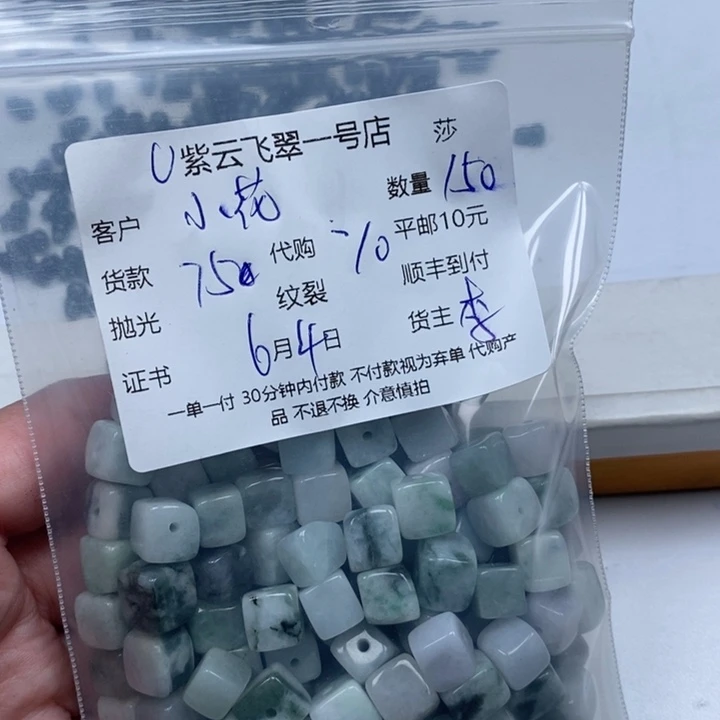 U紫云飞翠一号店 莎
客户 小花 数量 150
货款 750 代购 -10 平邮10元
抛光 纹裂 顺丰到付
证书 6月4日 货主 李
一单一付 30分钟内付款 不付款视为弃单 代购产
品 不退不换 介意慎拍